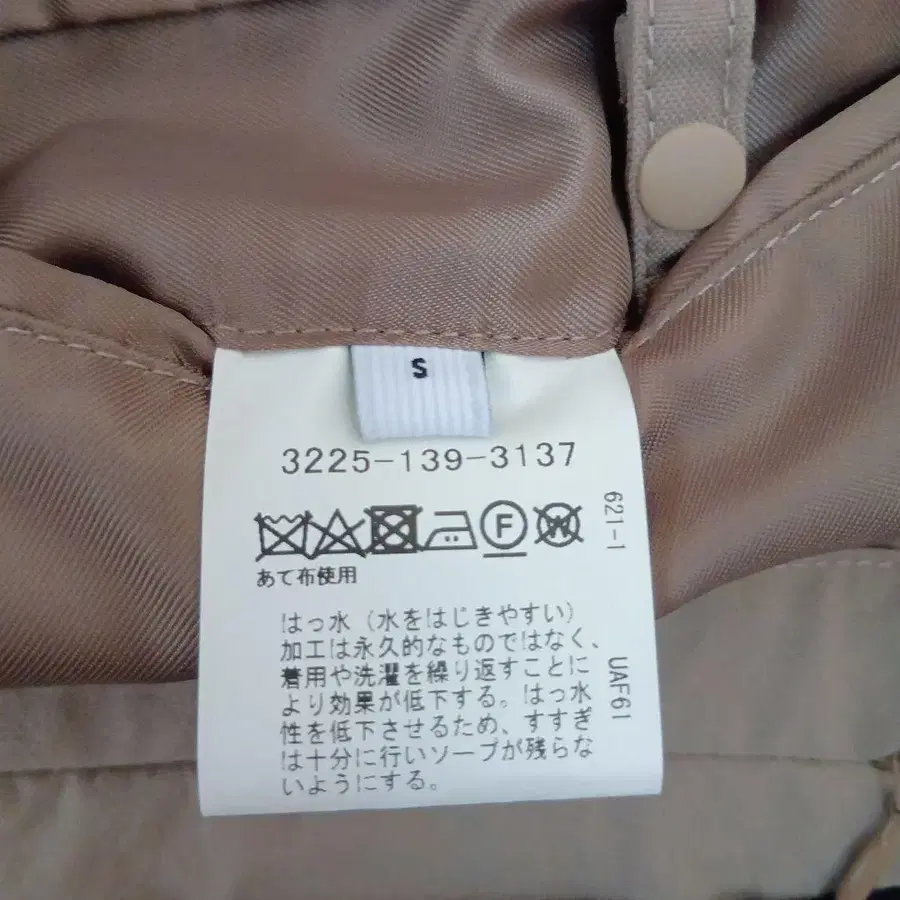 S
3225-139-3137
F W
あて布使用
はっ水（水をはじきやすい）
加工は永久的なものではなく、
着用や洗濯を繰り返すことに
より効果が低下する。はっ水
性を低下させるため、すすぎ
は十分に行いソープが残らな
いようにする。
621-1
UAF61